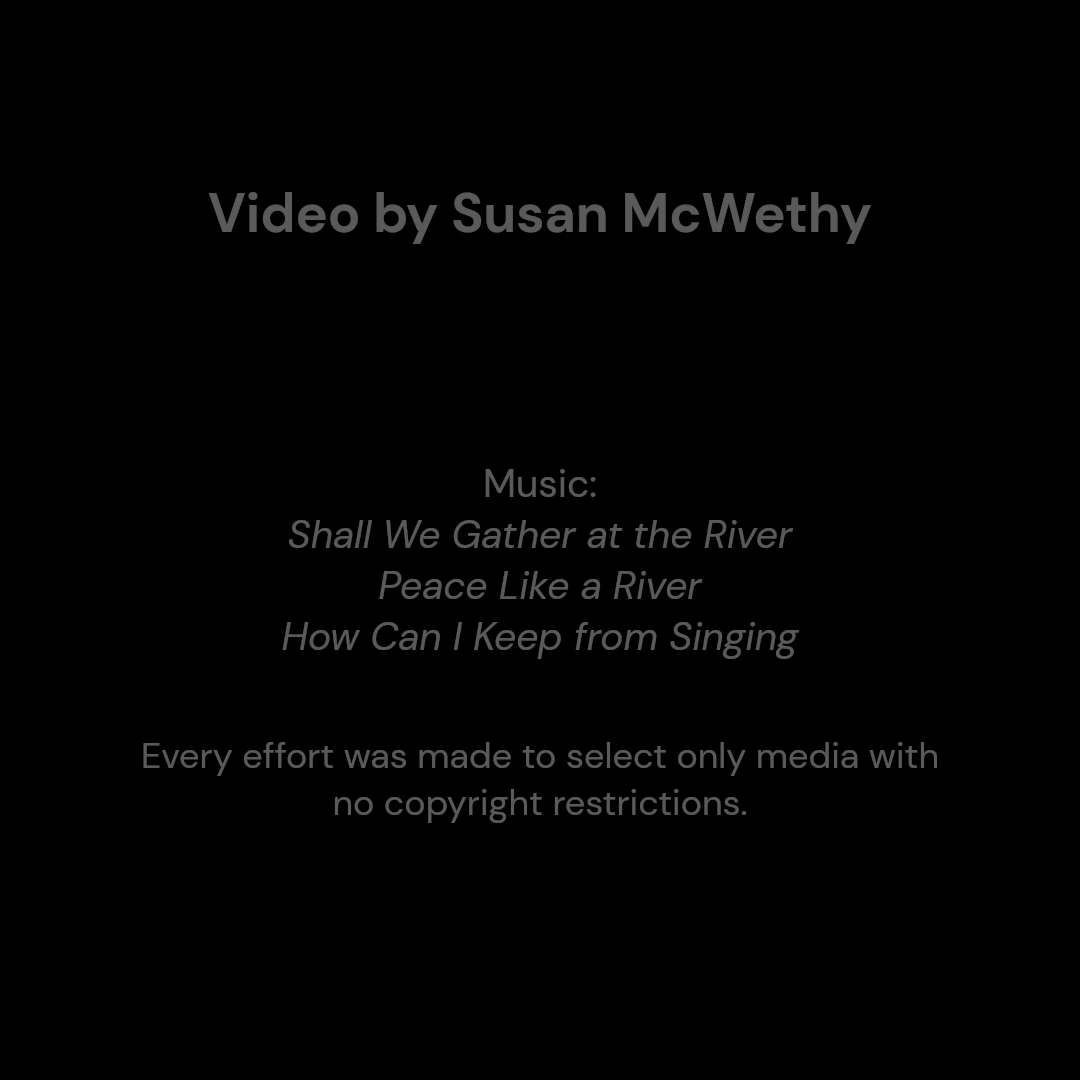 Video by Susan McWethy
Music:
Shall We Gather at the River
Peace Like a River
How Can I Keep from Singing
Every effort was made to select only media with
no copyright restrictions.